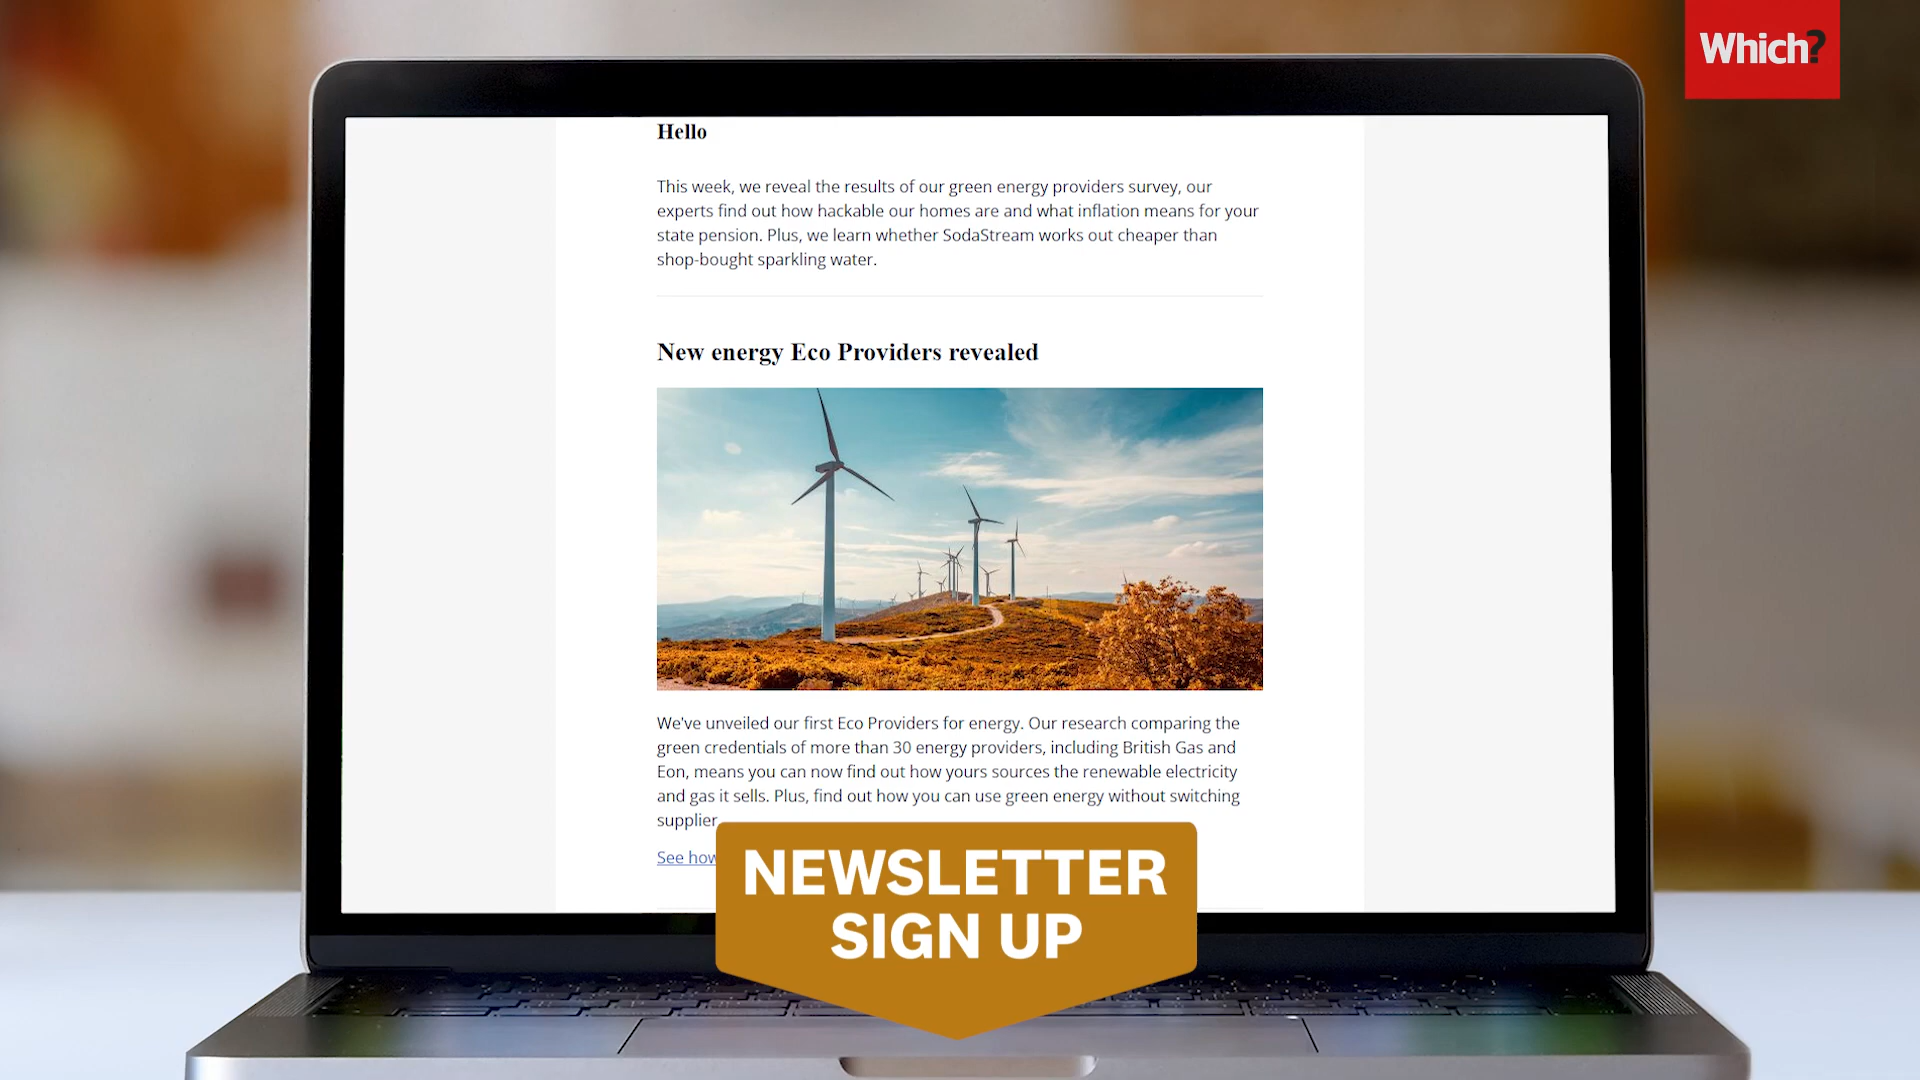 Which?
Hello
This week, we reveal the results of our green energy providers survey, our
experts find out how hackable our homes are and what inflation means for your
state pension. Plus, we learn whether SodaStream works out cheaper than
shop-bought sparkling water.
New energy Eco Providers revealed
We've unveiled our first Eco Providers for energy. Our research comparing the
green credentials of more than 30 energy providers, including British Gas and
Eon, means you can now find out how yours sources the renewable electricity
and gas it sells. Plus, find out how you can use green energy without switching
supplier
See how
NEWSLETTER
SIGN UP